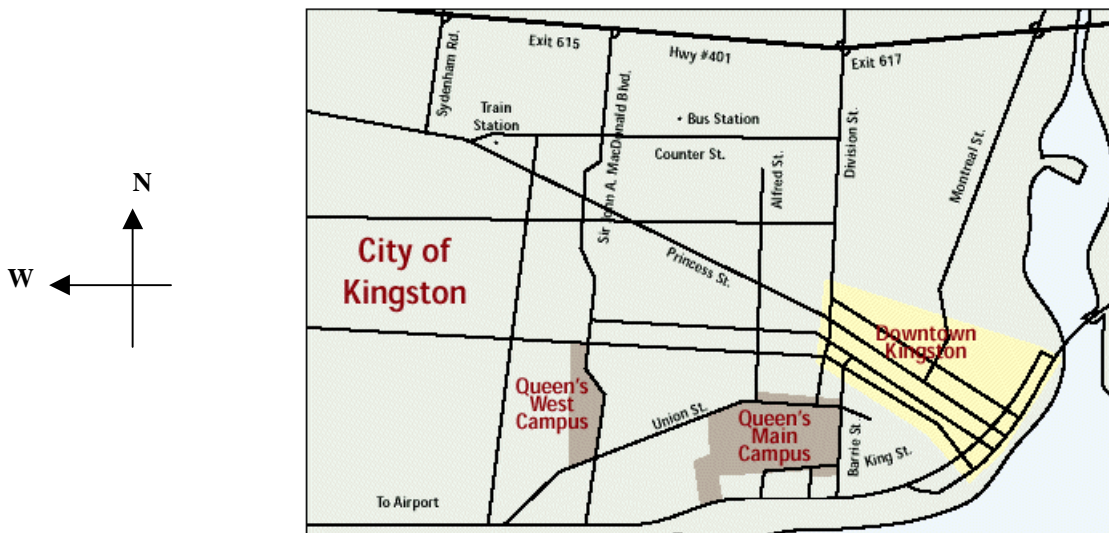 Exit 615
Hwy #401
Exit 617
Sydenham Rd.
Sir John A. MacDonald Blvd.
Train
Station
Bus Station
Counter St.
Alfred St.
Division St.
Montreal St.
N
W
City of
Kingston
Princess St.
Downtown
Kingston
Queen's
West
Campus
Union St.
Queen's
Main
Campus
Barrie St.
King St.
To Airport